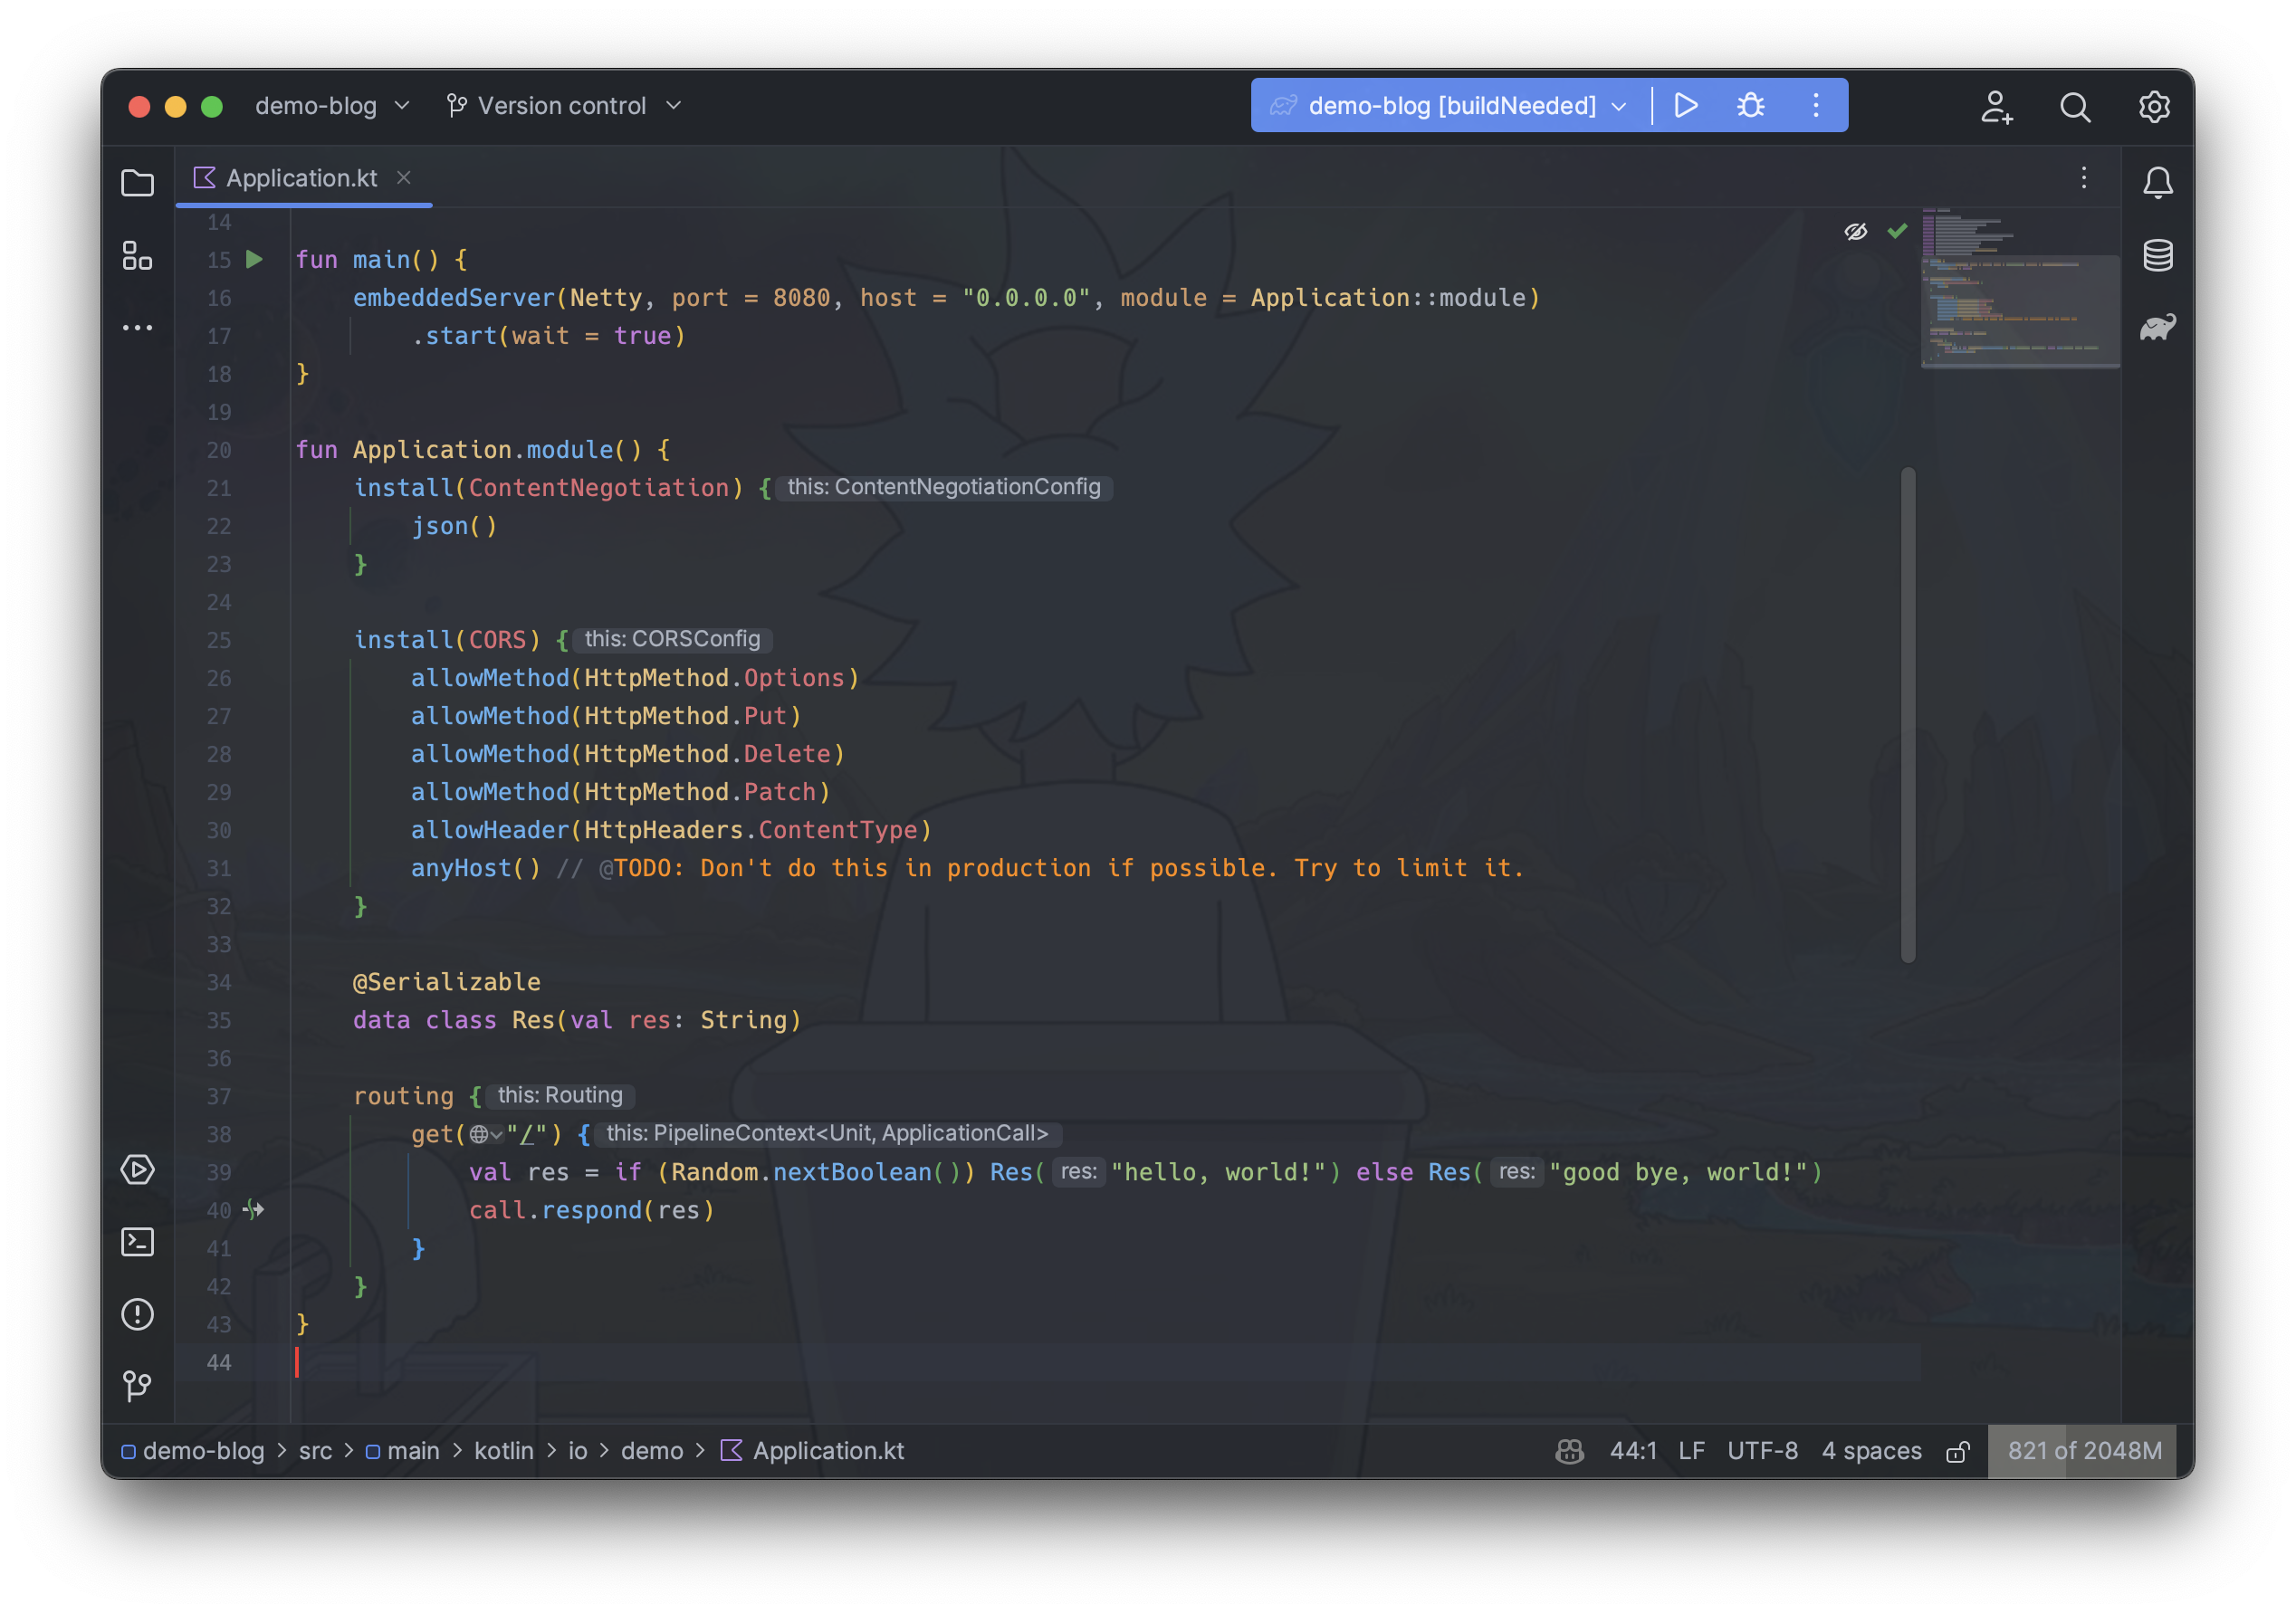 demo-blog Version control demo-blog [buildNeeded]
Application.kt
14
15 fun main() {
16 embeddedServer(Netty, port = 8080, host = "0.0.0.0", module = Application::module)
17 .start(wait = true)
18 }
19
20 fun Application.module() {
21 install(ContentNegotiation) { this: ContentNegotiationConfig
22 json()
23 }
24
25 install(CORS) { this: CORSConfig
26 allowMethod(HttpMethod.Options)
27 allowMethod(HttpMethod.Put)
28 allowMethod(HttpMethod.Delete)
29 allowMethod(HttpMethod.Patch)
30 allowHeader(HttpHeaders.ContentType)
31 anyHost() // @TODO: Don't do this in production if possible. Try to limit it.
32 }
33
34 @Serializable
35 data class Res(val res: String)
36
37 routing { this: Routing
38 get("/") { this: PipelineContext<Unit, ApplicationCall>
39 val res = if (Random.nextBoolean()) Res( res: "hello, world!") else Res( res: "good bye, world!")
40 call.respond(res)
41 }
42 }
43 }
44
demo-blog > src > main > kotlin > io > demo > Application.kt 44:1 LF UTF-8 4 spaces 821 of 2048M